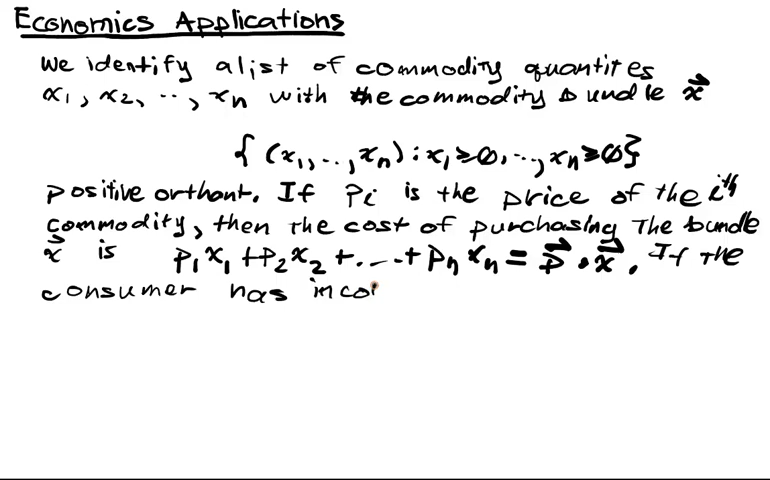 Economics Applications
We identify a list of commodity quantites
x₁, x₂, .., xₙ with the commodity bundle x⃗
{ (x₁, .., xₙ) : x₁ ≥ 0, .., xₙ ≥ 0 }
positive orthant. If pᵢ is the price of the iᵗʰ
commodity, then the cost of purchasing the bundle
x⃗ is p₁x₁ + p₂x₂ + .... + pₙxₙ = p⃗ . x⃗ . If the
consumer has inco